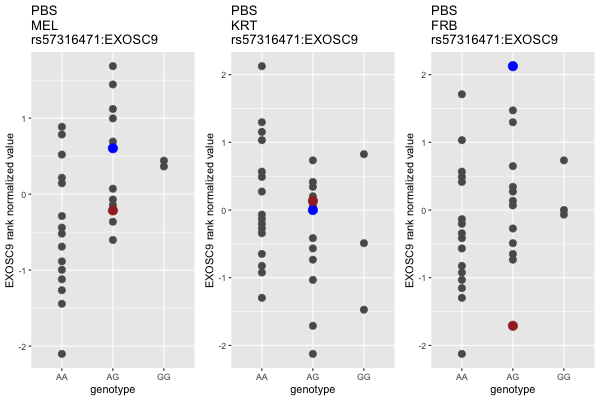 PBS
MEL
rs57316471:EXOSC9
EXOSC9 rank normalized value
1
0
-1
-2
AA AG GG
genotype
PBS
KRT
rs57316471:EXOSC9
EXOSC9 rank normalized value
2
1
0
-1
-2
AA AG GG
genotype
PBS
FRB
rs57316471:EXOSC9
EXOSC9 rank normalized value
2
1
0
-1
-2
AA AG GG
genotype